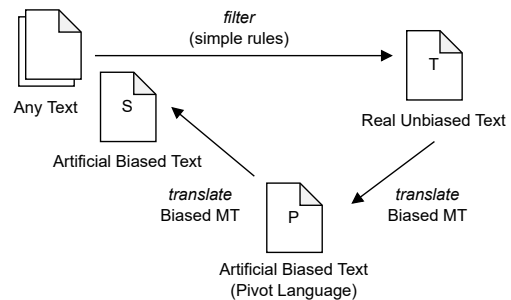 filter
(simple rules)
T
Any Text
S
Real Unbiased Text
Artificial Biased Text
translate
Biased MT
translate
Biased MT
P
Artificial Biased Text
(Pivot Language)